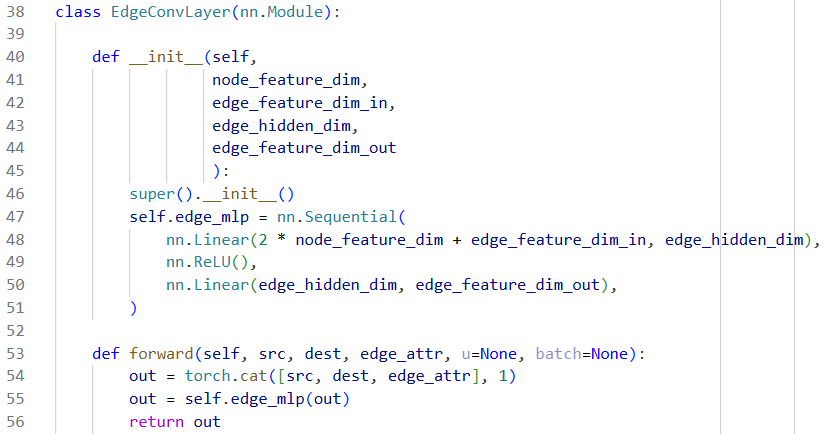 38 class EdgeConvLayer(nn.Module):
39
40     def __init__(self,
41                  node_feature_dim,
42                  edge_feature_dim_in,
43                  edge_hidden_dim,
44                  edge_feature_dim_out
45                  ):
46         super().__init__()
47         self.edge_mlp = nn.Sequential(
48             nn.Linear(2 * node_feature_dim + edge_feature_dim_in, edge_hidden_dim),
49             nn.ReLU(),
50             nn.Linear(edge_hidden_dim, edge_feature_dim_out),
51         )
52
53     def forward(self, src, dest, edge_attr, u=None, batch=None):
54         out = torch.cat([src, dest, edge_attr], 1)
55         out = self.edge_mlp(out)
56         return out